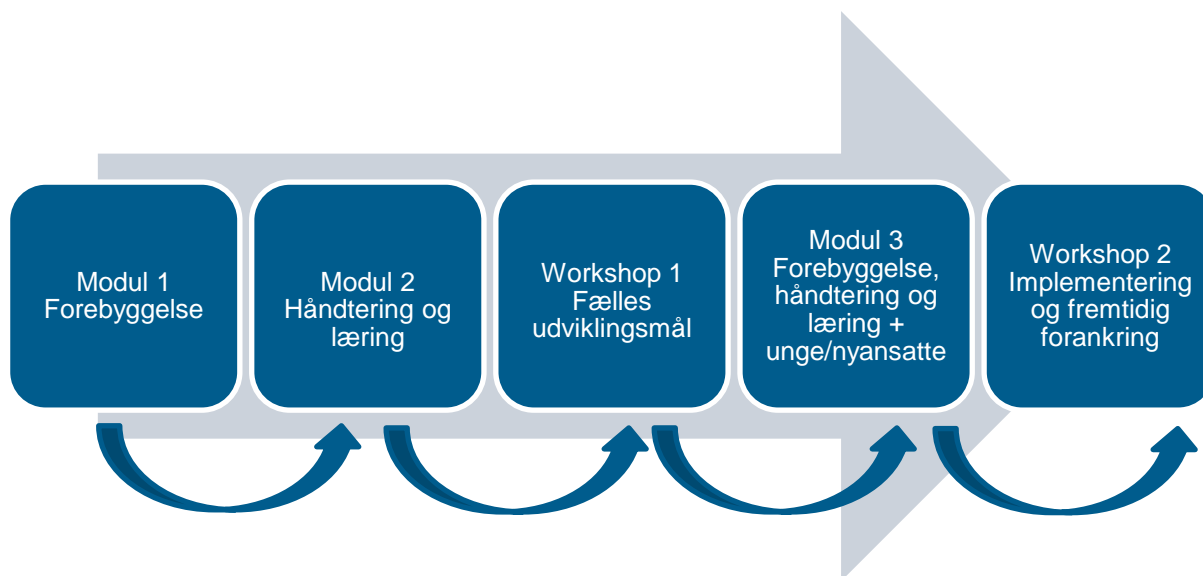 Modul 1
Forebyggelse
Modul 2
Håndtering og
læring
Workshop 1
Fælles
udviklingsmål
Modul 3
Forebyggelse,
håndtering og
læring +
unge/nyansatte
Workshop 2
Implementering
og fremtidig
forankring